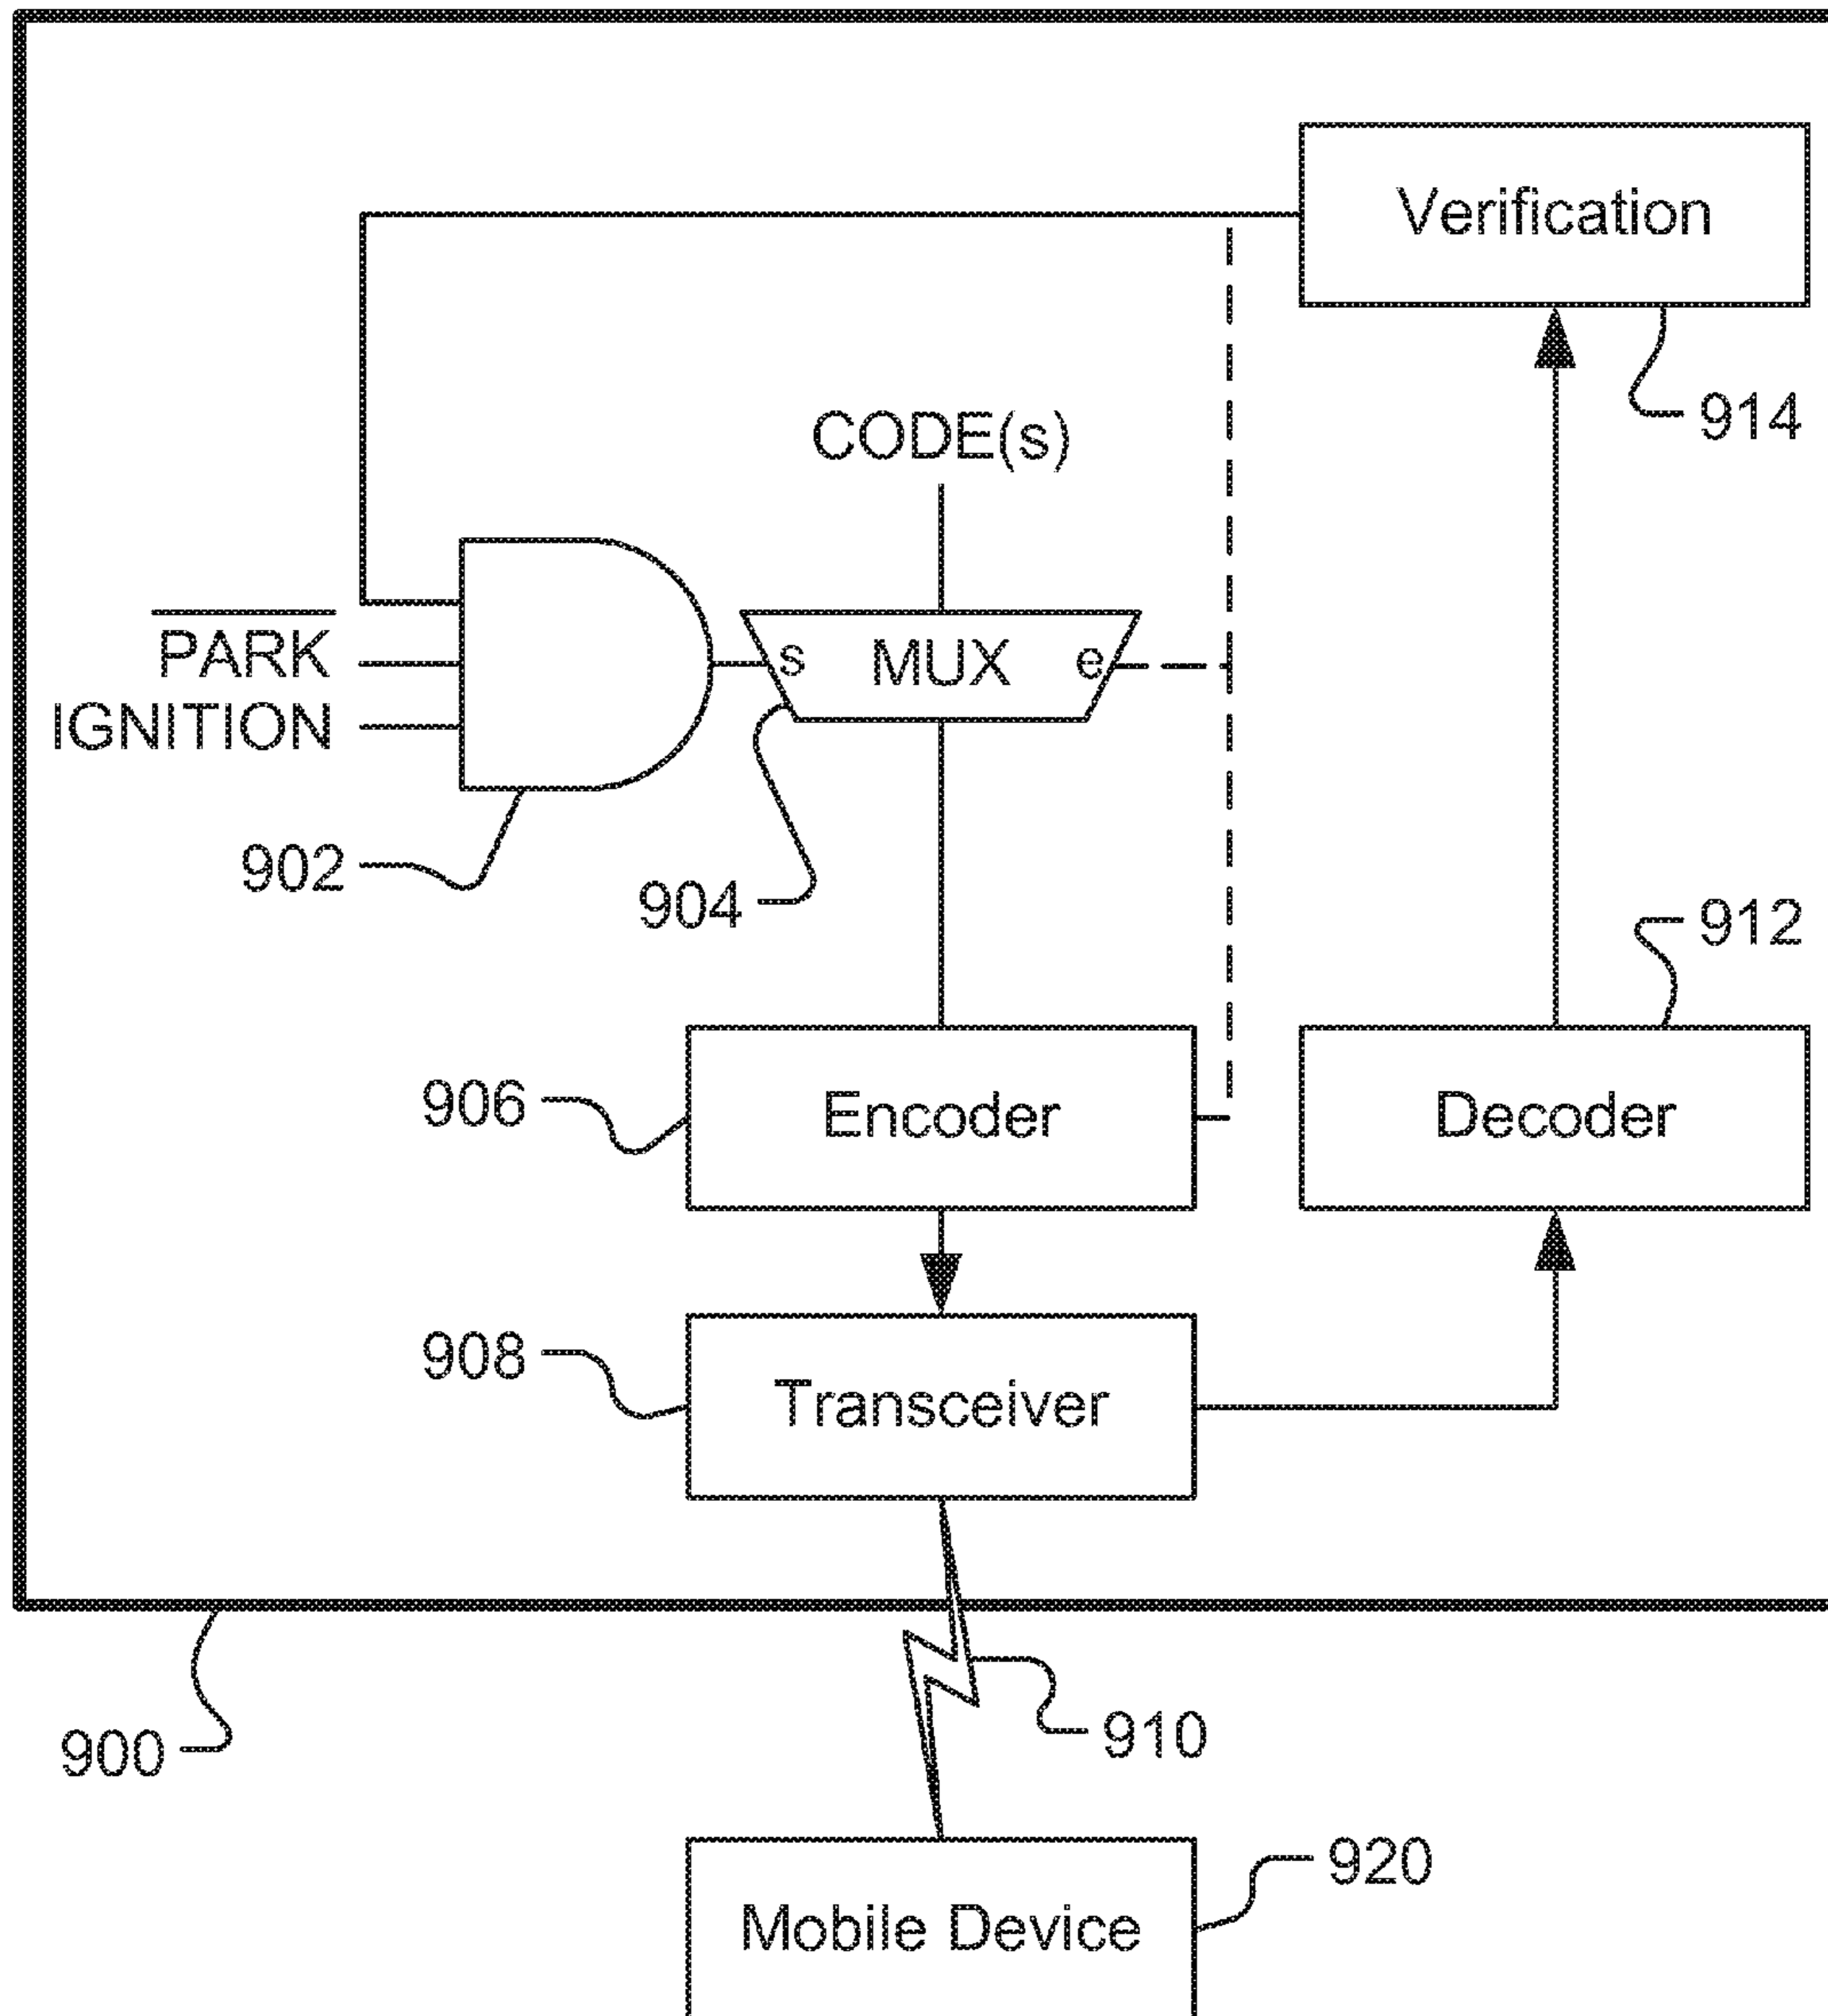 Verification
914
CODE(s)
PARK
s MUX e
IGNITION
902
904
912
906
Encoder
Decoder
908
Transceiver
900
910
920
Mobile Device